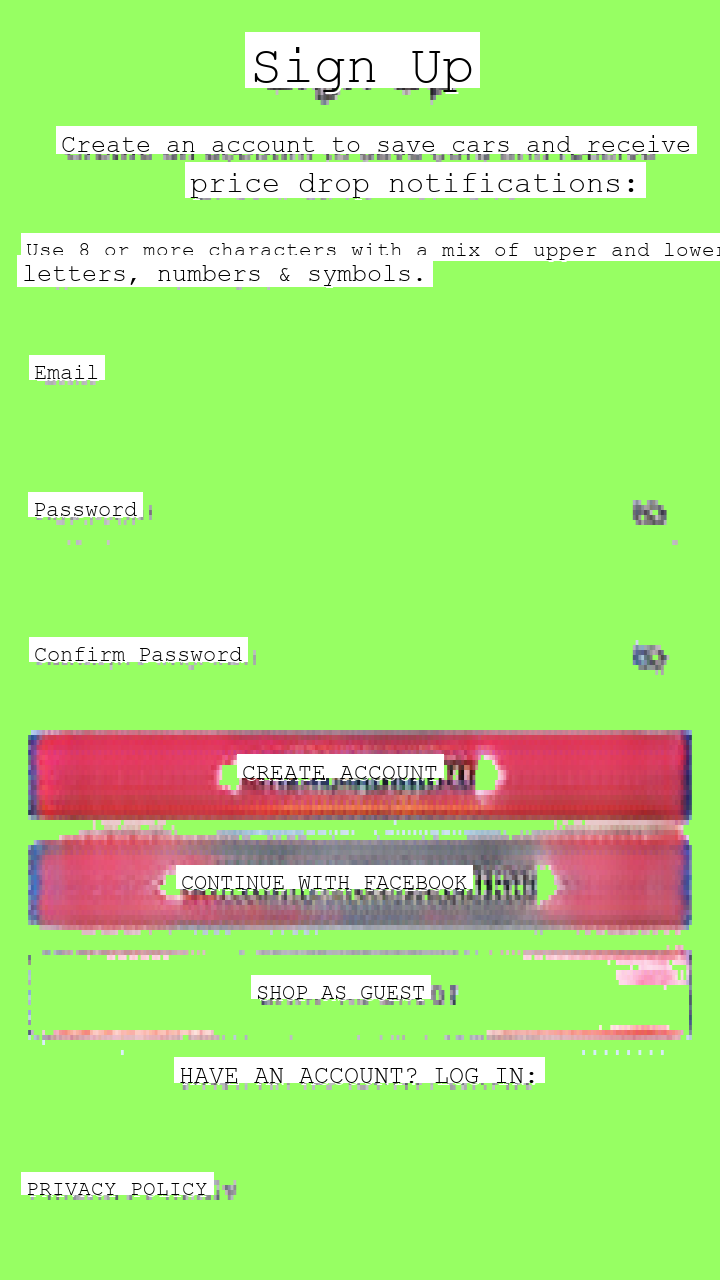 Sign Up
Create an account to save cars and receive
price drop notifications:
Use 8 or more characters with a mix of upper and lower
letters, numbers & symbols.
Email
Password
Confirm Password
CREATE ACCOUNT
CONTINUE WITH FACEBOOK
SHOP AS GUEST
HAVE AN ACCOUNT? LOG IN:
PRIVACY POLICY